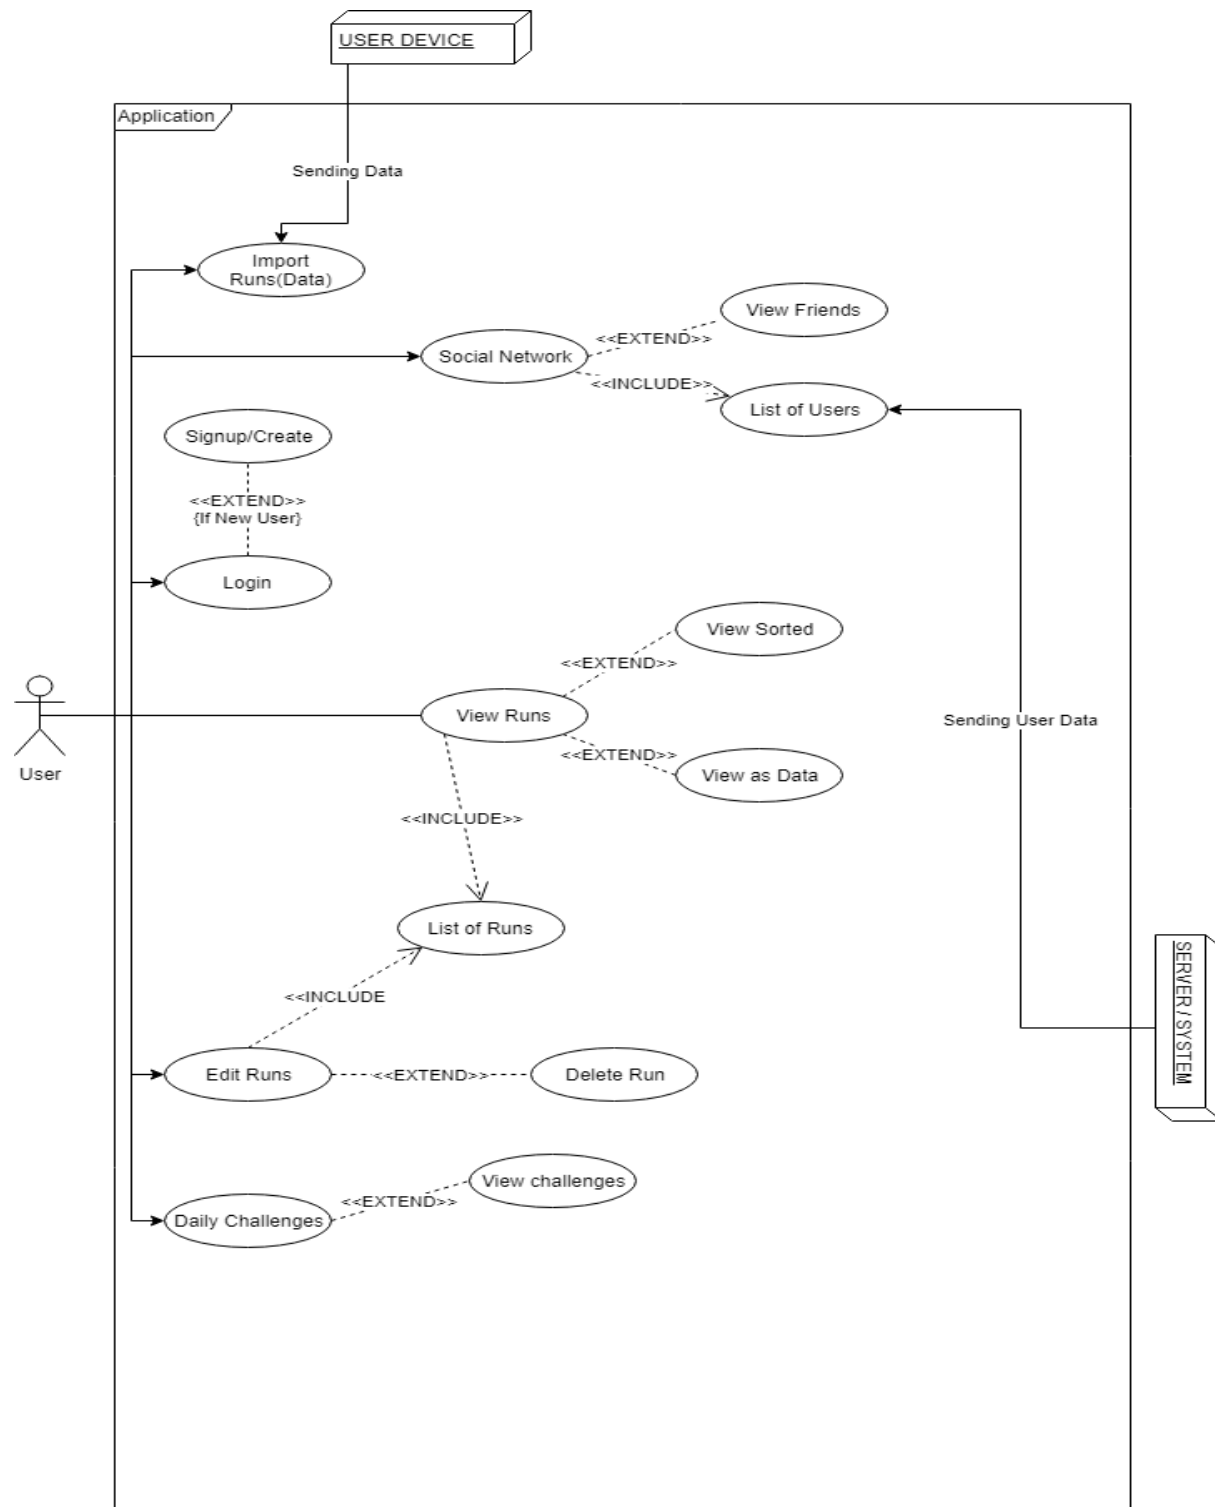 USER DEVICE
Application
Sending Data
Import
Runs(Data)
View Friends
<<EXTEND>>
Social Network
<<INCLUDE>>
List of Users
Signup/Create
<<EXTEND>>
{If New User}
Login
View Sorted
<<EXTEND>>
View Runs
Sending User Data
<<EXTEND>>
View as Data
User
<<INCLUDE>>
List of Runs
SERVER / SYSTEM
<<INCLUDE
Edit Runs
<<EXTEND>>
Delete Run
View challenges
<<EXTEND>>
Daily Challenges